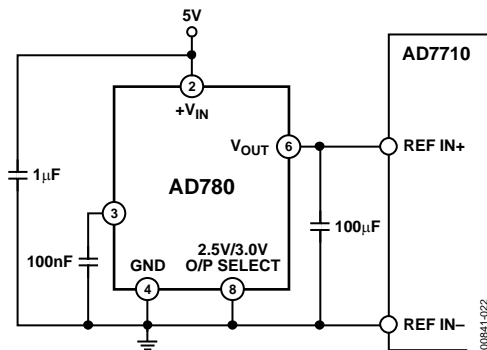 5V
AD7710
2
+VIN
VOUT
6
REF IN+
AD780
1µF
3
100µF
100nF
GND
2.5V/3.0V
O/P SELECT
4
8
REF IN–
00841-022